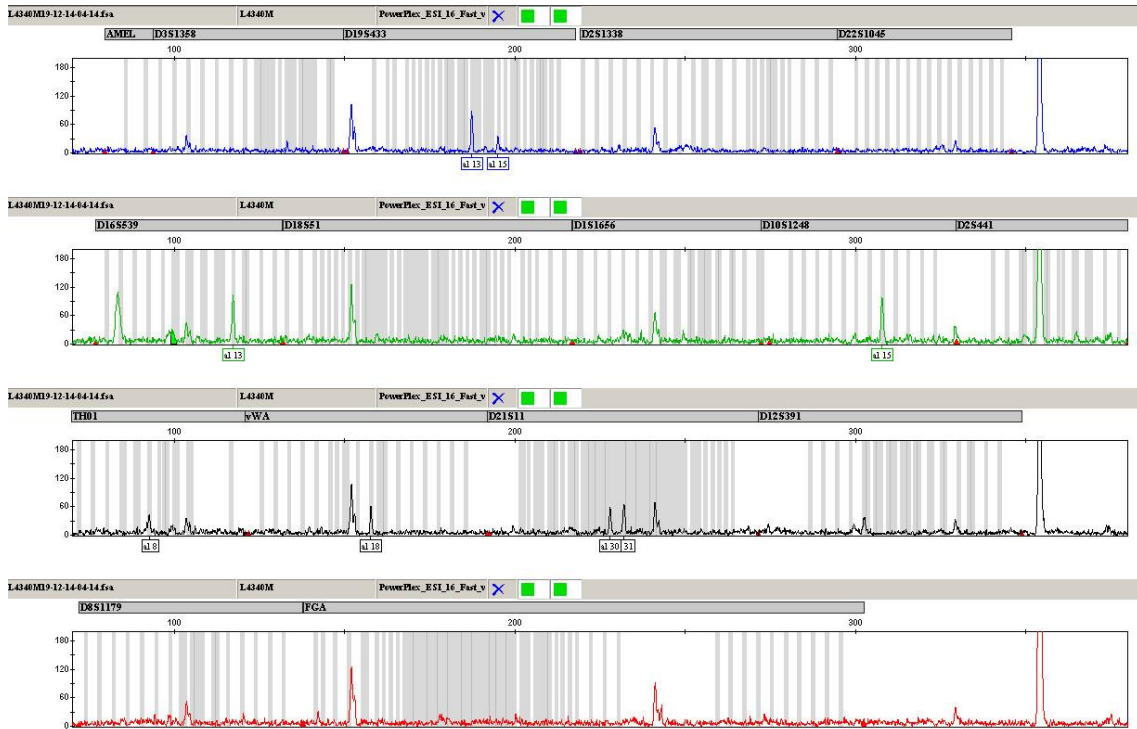 L4340M19-12-14-04-14.fsa L4340M PowerPlex_ESI_16_Fast_v
AMEL D3S1358 D19S433 D2S1338 D22S1045
100 200 300
180
120
60
0
al 13 al 15
L4340M19-12-14-04-14.fsa L4340M PowerPlex_ESI_16_Fast_v
D16S539 D18S51 D1S1656 D10S1248 D2S441
100 200 300
180
120
60
0
al 13 al 15
L4340M19-12-14-04-14.fsa L4340M PowerPlex_ESI_16_Fast_v
TH01 vWA D21S11 D12S391
100 200 300
180
120
60
0
al 8 al 18 al 30 31
L4340M19-12-14-04-14.fsa L4340M PowerPlex_ESI_16_Fast_v
D8S1179 FGA
100 200 300
180
120
60
0